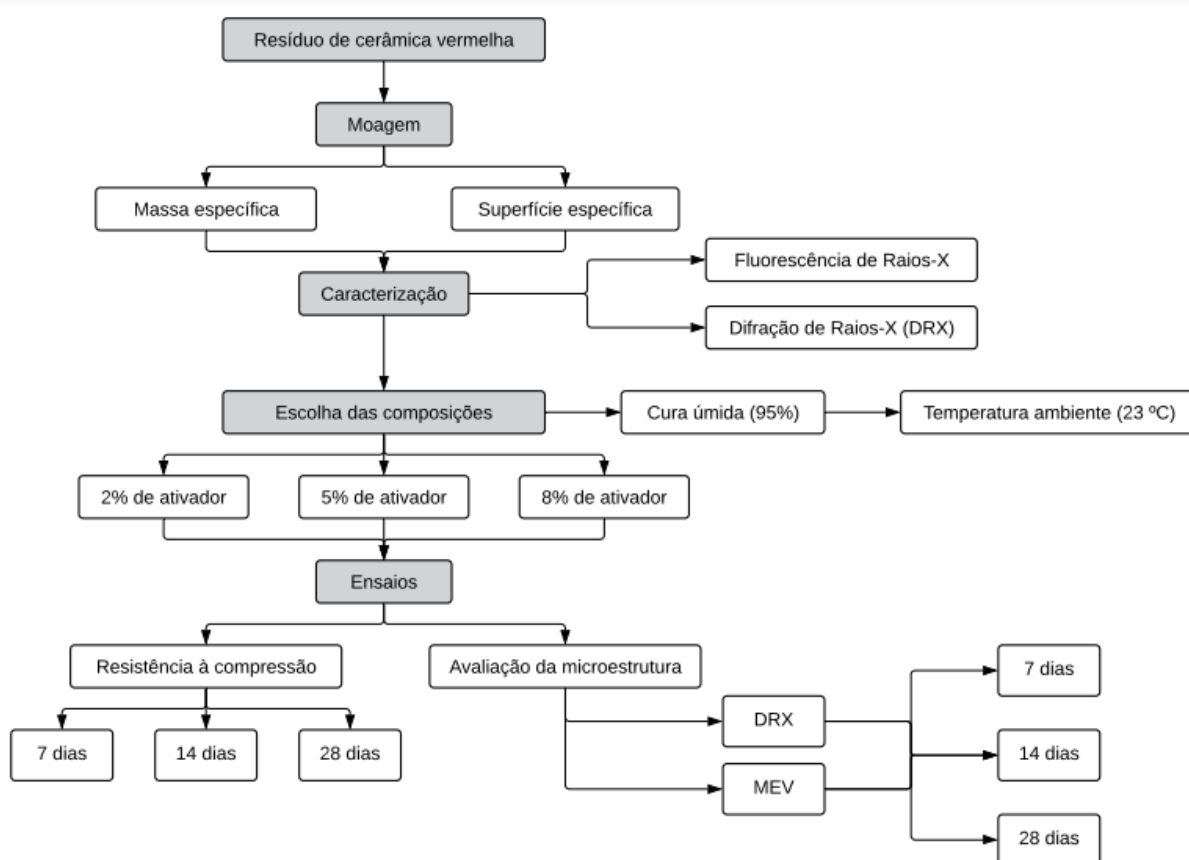 Resíduo de cerâmica vermelha
Moagem
Massa específica
Superfície específica
Fluorescência de Raios-X
Caracterização
Difração de Raios-X (DRX)
Escolha das composições
Cura úmida (95%)
Temperatura ambiente (23 ºC)
2% de ativador
5% de ativador
8% de ativador
Ensaios
Resistência à compressão
Avaliação da microestrutura
7 dias
14 dias
28 dias
DRX
MEV
7 dias
14 dias
28 dias